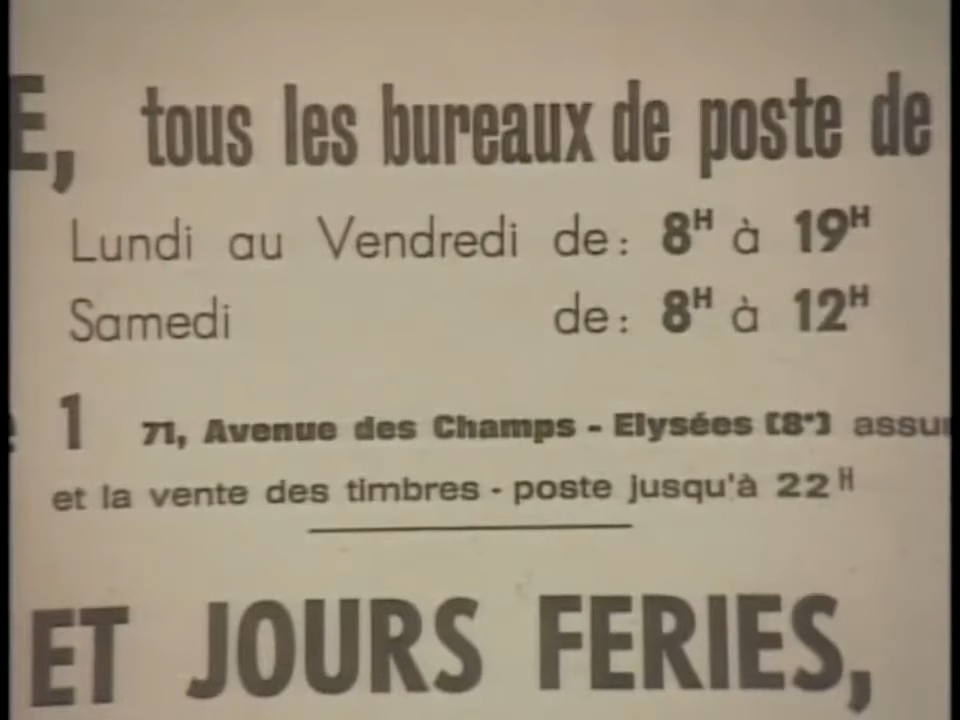 E, tous les bureaux de poste de
Lundi au Vendredi de: 8H à 19H
Samedi de: 8H à 12H
1 71, Avenue des Champs - Elysées (8e) assu
et la vente des timbres - poste jusqu'à 22H
ET JOURS FERIES,